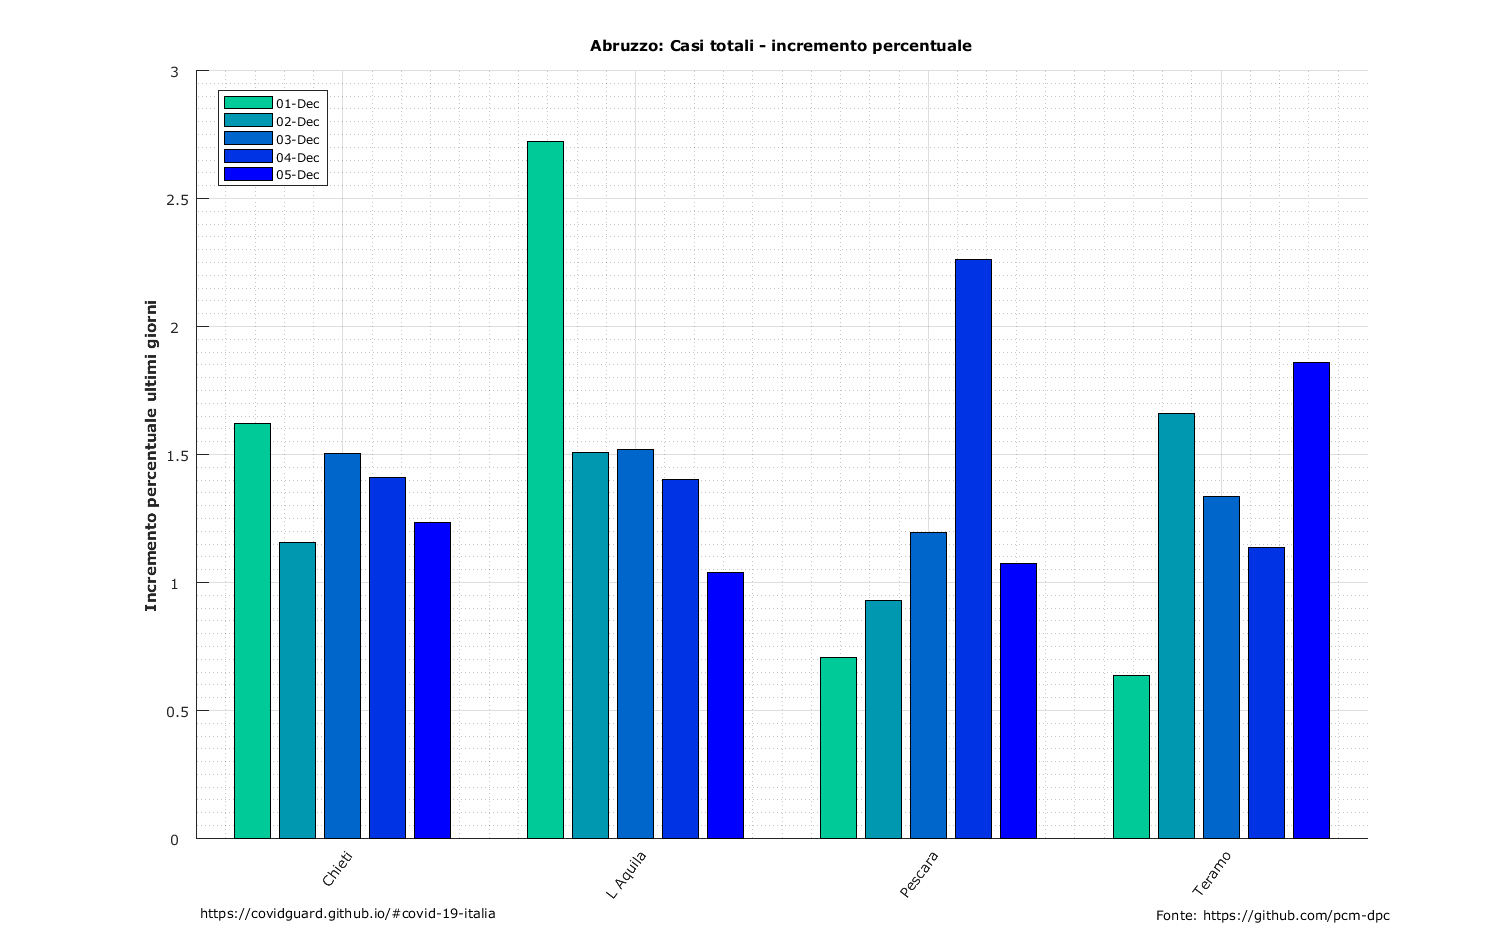 Abruzzo: Casi totali - incremento percentuale
3
2.5
2
1.5
1
0.5
0
Incremento percentuale ultimi giorni
01-Dec
02-Dec
03-Dec
04-Dec
05-Dec
Chieti
L Aquila
Pescara
Teramo
https://covidguard.github.io/#covid-19-italia
Fonte: https://github.com/pcm-dpc